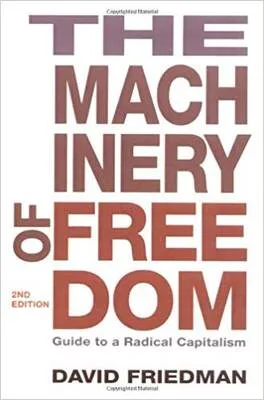 THE
MACH
INERY
OF FREE
DOM
2ND
EDITION
Guide to a Radical Capitalism
DAVID FRIEDMAN